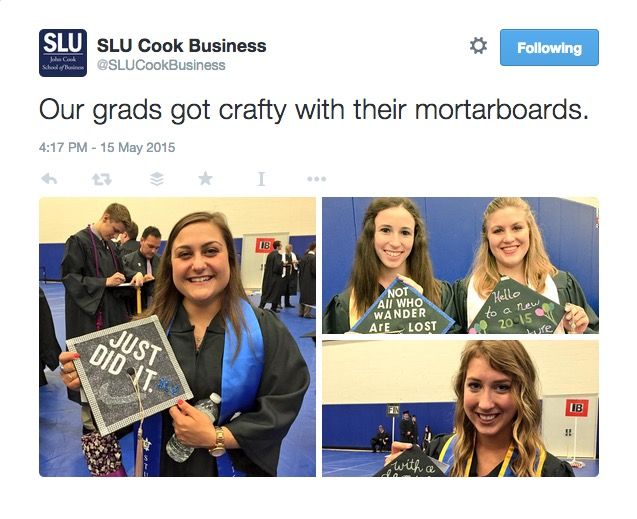 SLU
John Cook
School of Business
SLU Cook Business
@SLUCookBusiness
Following
Our grads got crafty with their mortarboards.
4:17 PM - 15 May 2015
IB
JUST
DID IT.
NOT
All WHO
WANDER
Are LOST
Hello
to a new
2015
FIN
IB
with a